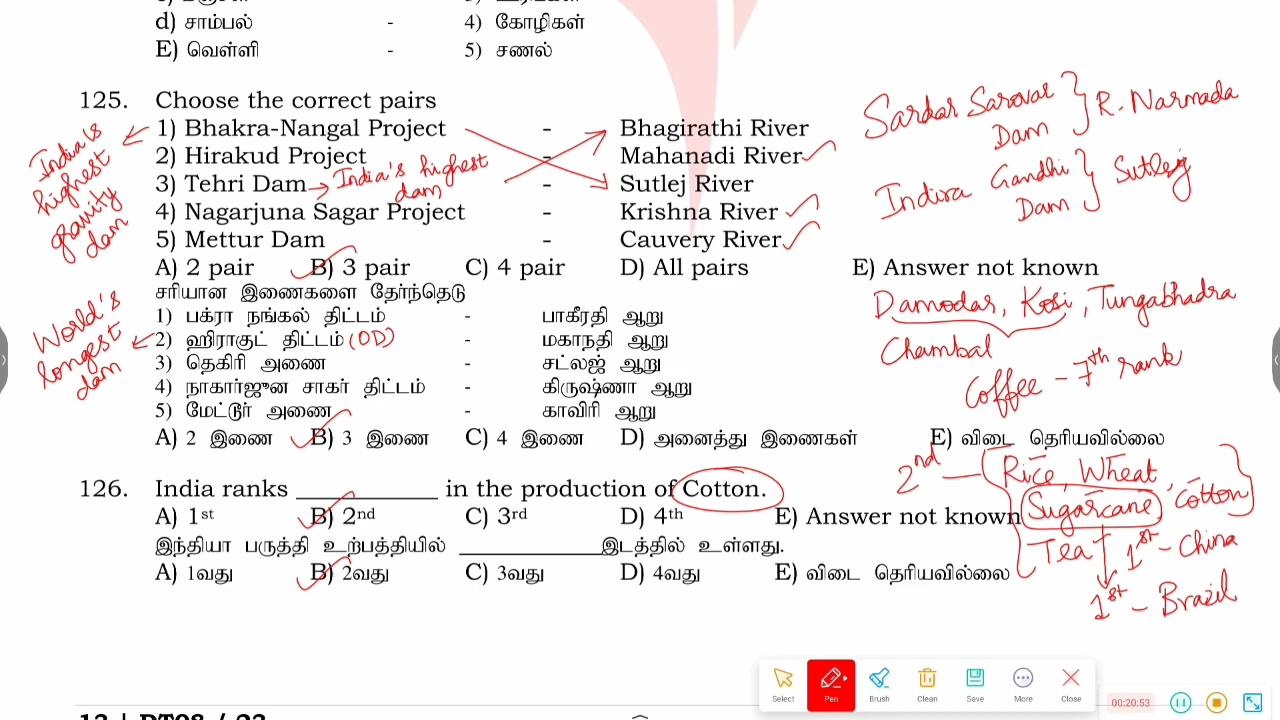 d) சாம்பல் - 4) கோழிகள்
E) வெள்ளி - 5) சணல்
125. Choose the correct pairs
1) Bhakra-Nangal Project - Bhagirathi River
2) Hirakud Project - Mahanadi River
3) Tehri Dam → India's highest dam - Sutlej River
4) Nagarjuna Sagar Project - Krishna River
5) Mettur Dam - Cauvery River
A) 2 pair B) 3 pair C) 4 pair D) All pairs E) Answer not known
சரியான இணைகளை தேர்ந்தெடு
1) பக்ரா நங்கல் திட்டம் - பாகீரதி ஆறு
2) ஹிராகுட் திட்டம் (OD) - மகாநதி ஆறு
3) தெகிரி அணை - சட்லஜ் ஆறு
4) நாகார்ஜுன சாகர் திட்டம் - கிருஷ்ணா ஆறு
5) மேட்டூர் அணை - காவிரி ஆறு
A) 2 இணை B) 3 இணை C) 4 இணை D) அனைத்து இணைகள் E) விடை தெரியவில்லை
126. India ranks ___________ in the production of Cotton.
A) 1st B) 2nd C) 3rd D) 4th E) Answer not known
இந்தியா பருத்தி உற்பத்தியில் ___________இடத்தில் உள்ளது.
A) 1வது B) 2வது C) 3வது D) 4வது E) விடை தெரியவில்லை
India's
highest
gravity
dam
World's
longest
dam
Sardar Sarovar
Dam } R. Narmada
Indira Gandhi
Dam } Sutlej
Damodar, Kosi, Tungabhadra
Chambal
Coffee - 7th rank
2nd - Rice, Wheat,
Sugarcane, Cotton
Tea 1st - China
1st - Brazil
Select Pen Brush Clean Save More Close
00:20:53